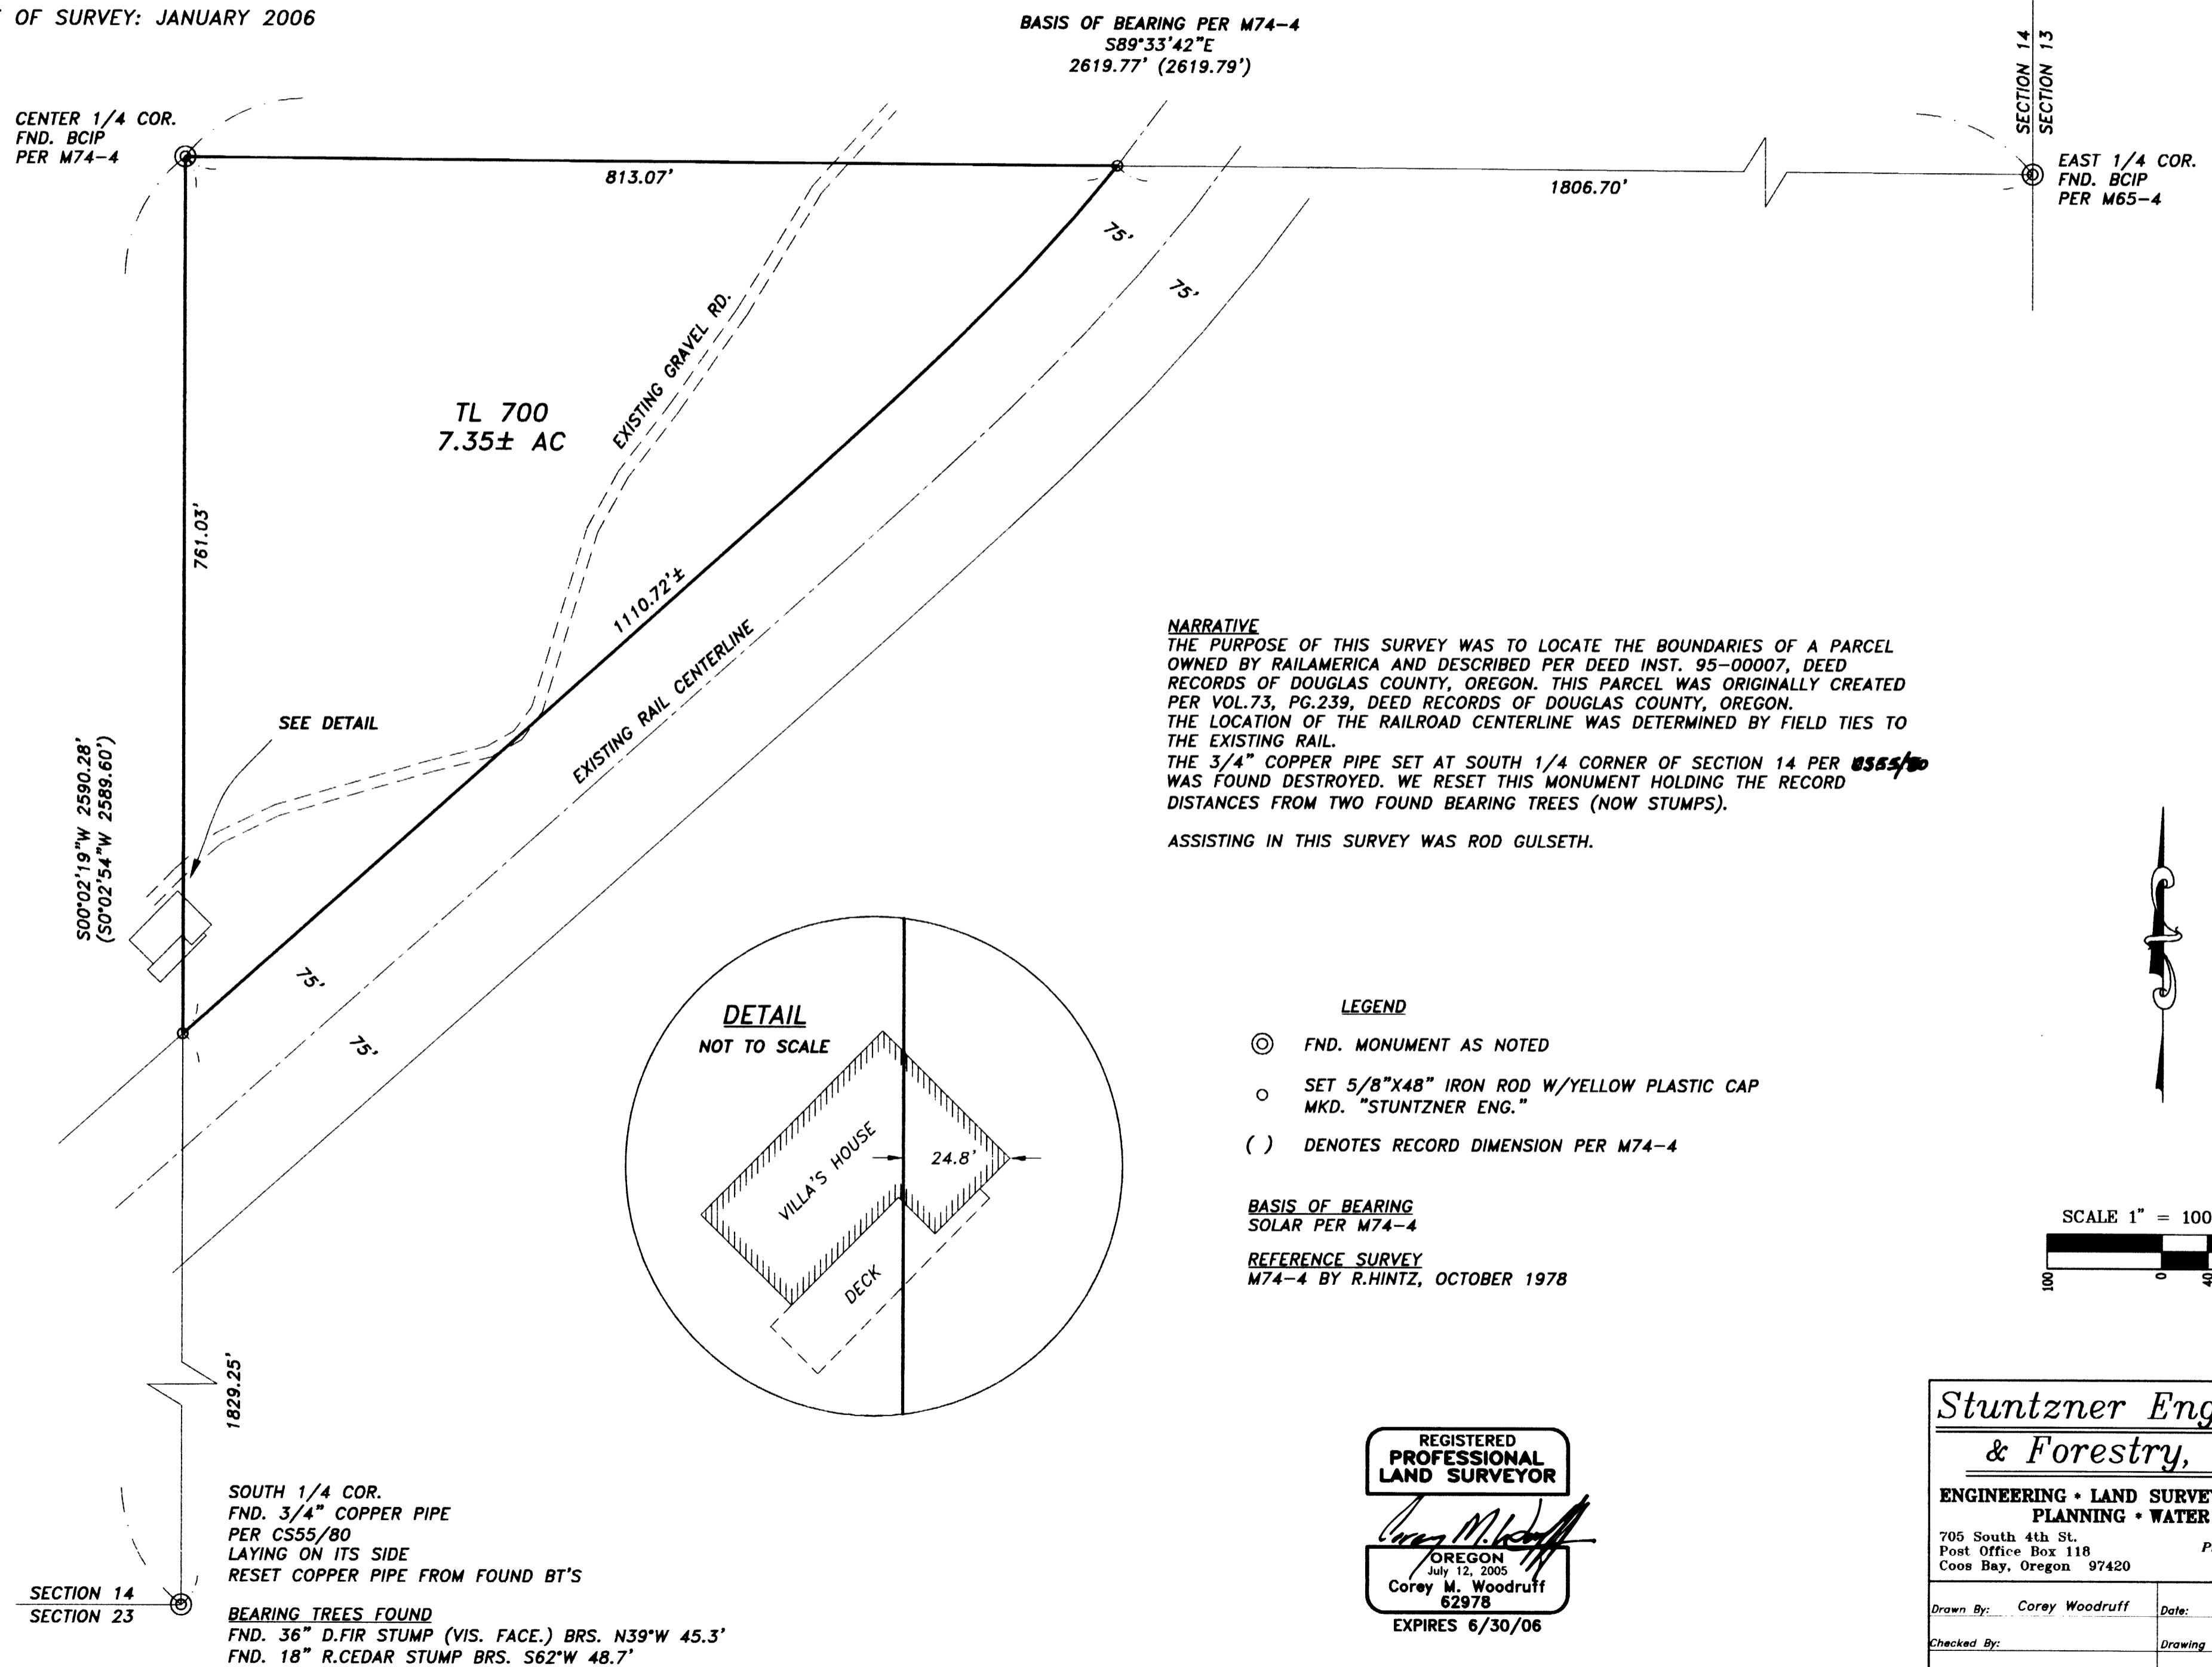 OF SURVEY: JANUARY 2006
BASIS OF BEARING PER M74-4
S89°33'42"E
2619.77' (2619.79')
SECTION 14
SECTION 13
CENTER 1/4 COR.
FND. BCIP
PER M74-4
813.07'
1806.70'
EAST 1/4 COR.
FND. BCIP
PER M65-4
75'
75'
EXISTING GRAVEL RD.
TL 700
7.35± AC
761.03'
1110.72'±
EXISTING RAIL CENTERLINE
SEE DETAIL
S00°02'19"W 2590.28'
(S0°02'54"W 2589.60')
75'
75'
NARRATIVE
THE PURPOSE OF THIS SURVEY WAS TO LOCATE THE BOUNDARIES OF A PARCEL
OWNED BY RAILAMERICA AND DESCRIBED PER DEED INST. 95-00007, DEED
RECORDS OF DOUGLAS COUNTY, OREGON. THIS PARCEL WAS ORIGINALLY CREATED
PER VOL.73, PG.239, DEED RECORDS OF DOUGLAS COUNTY, OREGON.
THE LOCATION OF THE RAILROAD CENTERLINE WAS DETERMINED BY FIELD TIES TO
THE EXISTING RAIL.
THE 3/4" COPPER PIPE SET AT SOUTH 1/4 CORNER OF SECTION 14 PER
WAS FOUND DESTROYED. WE RESET THIS MONUMENT HOLDING THE RECORD
DISTANCES FROM TWO FOUND BEARING TREES (NOW STUMPS).
ASSISTING IN THIS SURVEY WAS ROD GULSETH.
DETAIL
NOT TO SCALE
VILLA'S HOUSE
24.8'
DECK
LEGEND
FND. MONUMENT AS NOTED
SET 5/8"X48" IRON ROD W/YELLOW PLASTIC CAP
MKD. "STUNTZNER ENG."
( ) DENOTES RECORD DIMENSION PER M74-4
BASIS OF BEARING
SOLAR PER M74-4
REFERENCE SURVEY
M74-4 BY R.HINTZ, OCTOBER 1978
SCALE 1" = 100
100 0 40
1829.25'
SOUTH 1/4 COR.
FND. 3/4" COPPER PIPE
PER CS55/80
LAYING ON ITS SIDE
RESET COPPER PIPE FROM FOUND BT'S
SECTION 14
SECTION 23
BEARING TREES FOUND
FND. 36" D.FIR STUMP (VIS. FACE.) BRS. N39°W 45.3'
FND. 18" R.CEDAR STUMP BRS. S62°W 48.7'
REGISTERED
PROFESSIONAL
LAND SURVEYOR
OREGON
July 12, 2005
Corey M. Woodruff
62978
EXPIRES 6/30/06
Stuntzner Eng
& Forestry,
ENGINEERING * LAND SURVE
PLANNING * WATER
705 South 4th St.
Post Office Box 118 P
Coos Bay, Oregon 97420
Drawn By: Corey Woodruff Date:
Checked By: Drawing